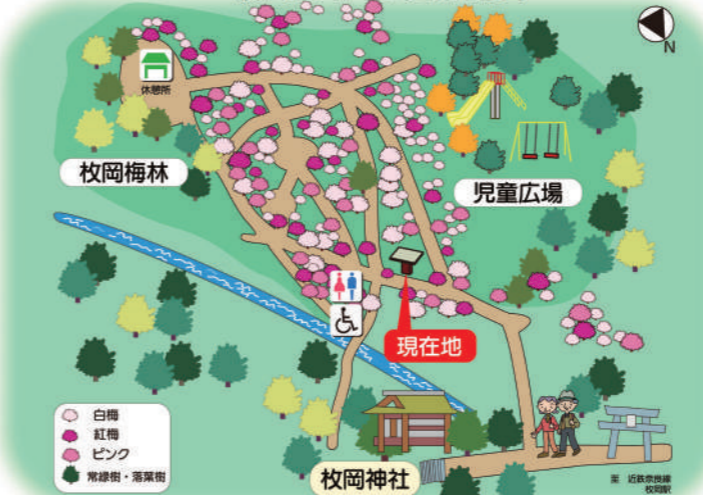 N
休憩所
枚岡梅林
児童広場
現在地
白梅
紅梅
ピンク
常緑樹・落葉樹
枚岡神社
至 近鉄奈良線
枚岡駅